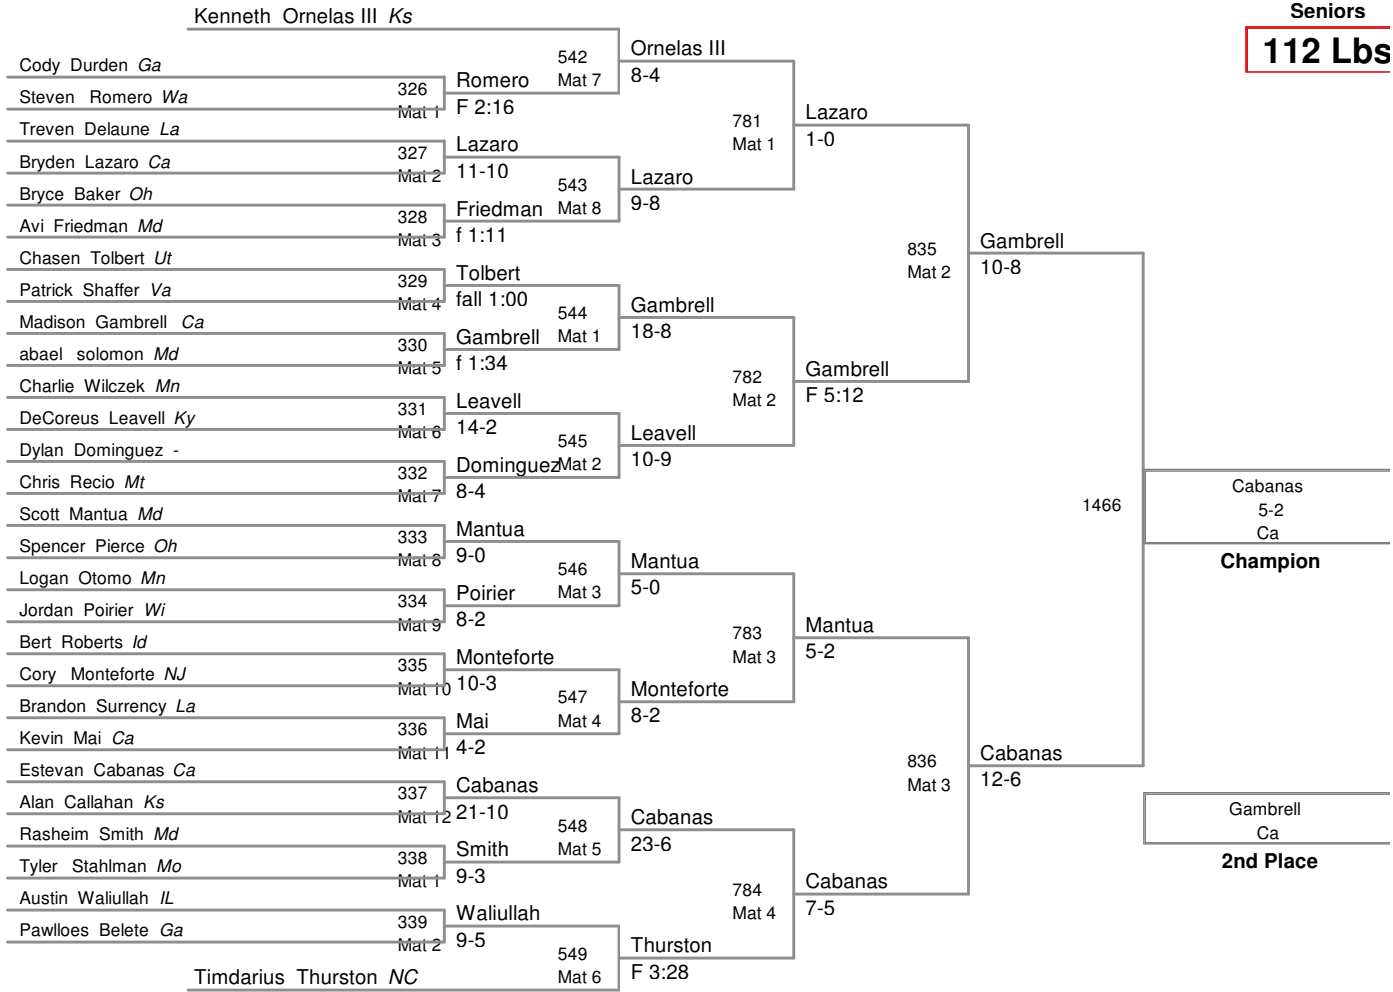 Seniors
112 Lbs
Kenneth Ornelas III Ks
542
Mat 7
Ornelas III
8-4
Cody Durden Ga
326
Mat 1
Romero
F 2:16
Steven Romero Wa
781
Mat 1
Lazaro
1-0
Treven Delaune La
327
Mat 2
Lazaro
11-10
Bryden Lazaro Ca
543
Mat 8
Lazaro
9-8
Bryce Baker Oh
328
Mat 3
Friedman
f 1:11
Avi Friedman Md
835
Mat 2
Gambrell
10-8
Chasen Tolbert Ut
329
Mat 4
Tolbert
fall 1:00
Patrick Shaffer Va
544
Mat 1
Gambrell
18-8
Madison Gambrell Ca
330
Mat 5
Gambrell
f 1:34
abael solomon Md
782
Mat 2
Gambrell
F 5:12
Charlie Wilczek Mn
331
Mat 6
Leavell
14-2
DeCoreus Leavell Ky
545
Mat 2
Leavell
10-9
Dylan Dominguez -
332
Mat 7
Dominguez
8-4
Chris Recio Mt
1466
Cabanas
5-2
Ca
Champion
Scott Mantua Md
333
Mat 8
Mantua
9-0
Spencer Pierce Oh
546
Mat 3
Mantua
5-0
Logan Otomo Mn
334
Mat 9
Poirier
8-2
Jordan Poirier Wi
783
Mat 3
Mantua
5-2
Bert Roberts Id
335
Mat 10
Monteforte
10-3
Cory Monteforte NJ
547
Mat 4
Monteforte
8-2
Brandon Surrency La
336
Mat 11
Mai
4-2
Kevin Mai Ca
836
Mat 3
Cabanas
12-6
Estevan Cabanas Ca
337
Mat 12
Cabanas
21-10
Alan Callahan Ks
548
Mat 5
Cabanas
23-6
Gambrell
Ca
2nd Place
Rasheim Smith Md
338
Mat 1
Smith
9-3
Tyler Stahlman Mo
784
Mat 4
Cabanas
7-5
Austin Waliullah IL
339
Mat 2
Waliullah
9-5
Pawlloes Belete Ga
549
Mat 6
Thurston
F 3:28
Timdarius Thurston NC